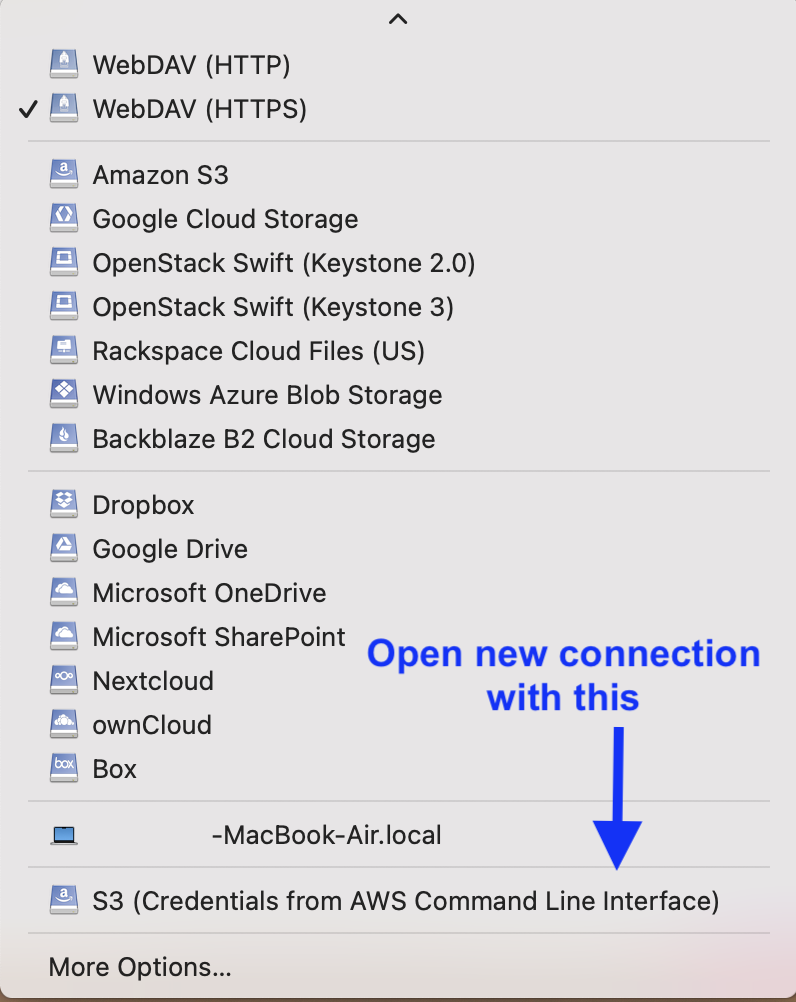 WebDAV (HTTP)
WebDAV (HTTPS)
Amazon S3
Google Cloud Storage
OpenStack Swift (Keystone 2.0)
OpenStack Swift (Keystone 3)
Rackspace Cloud Files (US)
Windows Azure Blob Storage
Backblaze B2 Cloud Storage
Dropbox
Google Drive
Microsoft OneDrive
Microsoft SharePoint
Open new connection
with this
Nextcloud
ownCloud
Box
-MacBook-Air.local
S3 (Credentials from AWS Command Line Interface)
More Options...